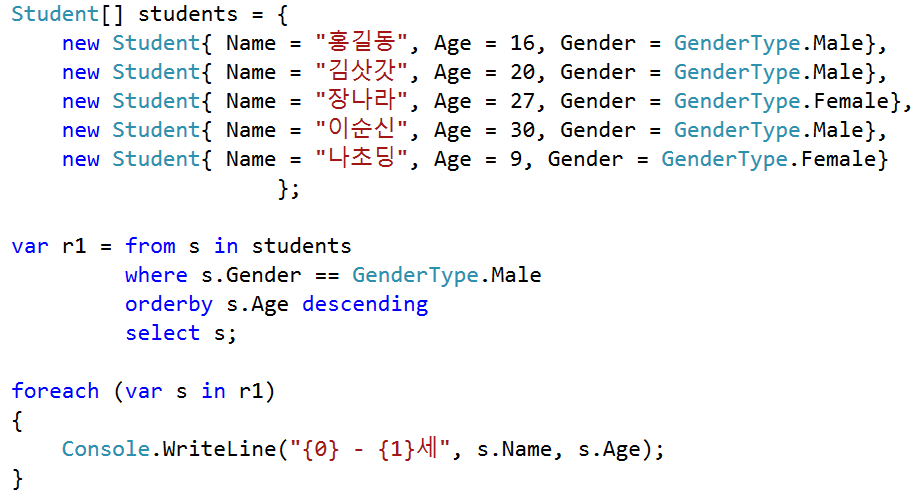 Student[] students = {
    new Student{ Name = "홍길동", Age = 16, Gender = GenderType.Male},
    new Student{ Name = "김삿갓", Age = 20, Gender = GenderType.Male},
    new Student{ Name = "장나라", Age = 27, Gender = GenderType.Female},
    new Student{ Name = "이순신", Age = 30, Gender = GenderType.Male},
    new Student{ Name = "나초딩", Age = 9, Gender = GenderType.Female}
                     };

var r1 = from s in students
         where s.Gender == GenderType.Male
         orderby s.Age descending
         select s;

foreach (var s in r1)
{
    Console.WriteLine("{0} - {1}세", s.Name, s.Age);
}